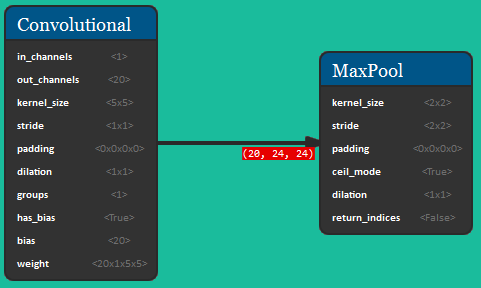 Convolutional
in_channels <1>
out_channels <20>
kernel_size <5x5>
stride <1x1>
padding <0x0x0x0>
dilation <1x1>
groups <1>
has_bias <True>
bias <20>
weight <20x1x5x5>
(20, 24, 24)
MaxPool
kernel_size <2x2>
stride <2x2>
padding <0x0x0x0>
ceil_mode <True>
dilation <1x1>
return_indices <False>